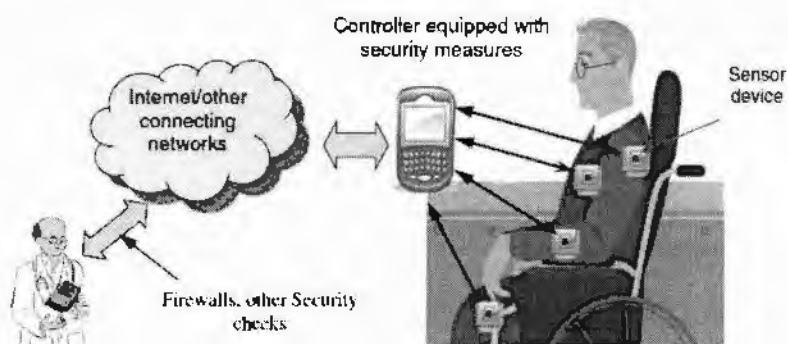 Controller equipped with
security measures
Sensor
device
Internet/other
connecting
networks
Firewalls, other Security
checks